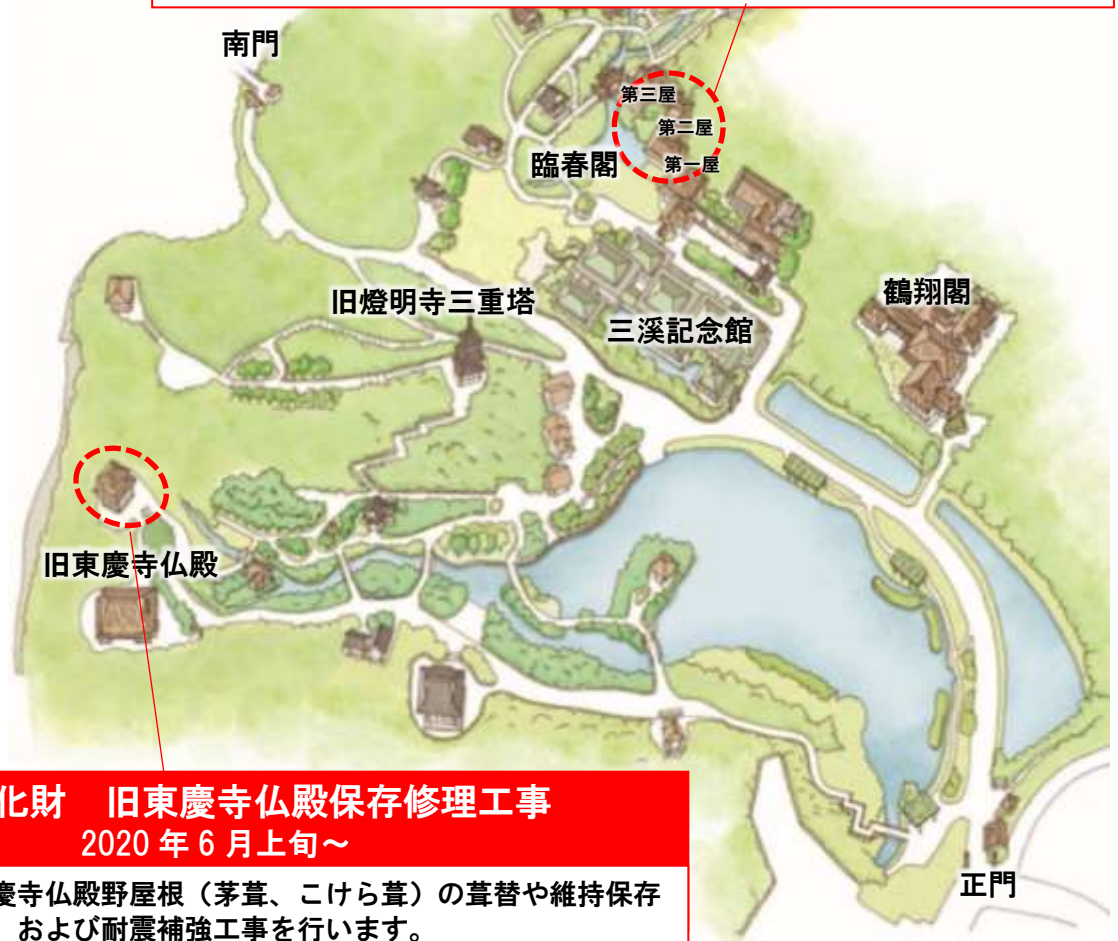 南門
第三屋
第二屋
臨春閣
第一屋
鶴翔閣
旧燈明寺三重塔
三溪記念館
旧東慶寺仏殿
化財 旧東慶寺仏殿保存修理工事
2020年6月上旬~
慶寺仏殿野屋根(茅葺、こけら葺)の葺替や維持保存
および耐震補強工事を行います。
正門